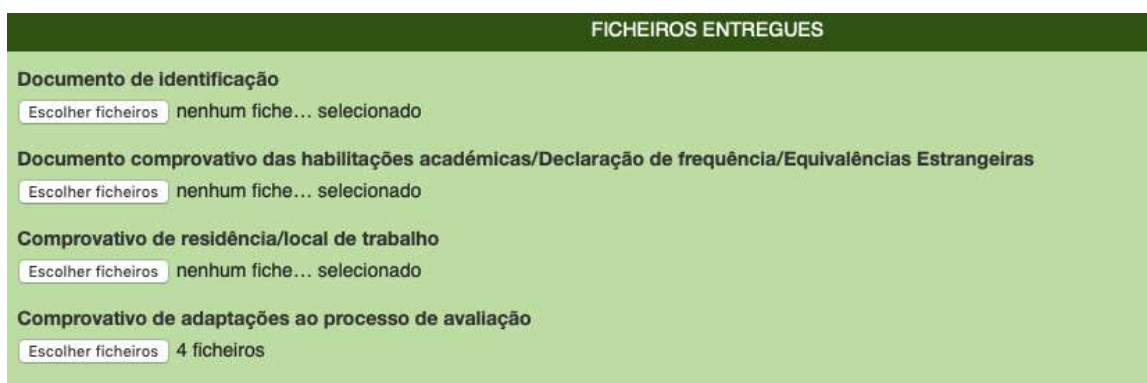 FICHEIROS ENTREGUES
Documento de identificação
Escolher ficheiros nenhum fiche... selecionado
Documento comprovativo das habilitações académicas/Declaração de frequência/Equivalências Estrangeiras
Escolher ficheiros nenhum fiche... selecionado
Comprovativo de residência/local de trabalho
Escolher ficheiros nenhum fiche... selecionado
Comprovativo de adaptações ao processo de avaliação
Escolher ficheiros 4 ficheiros